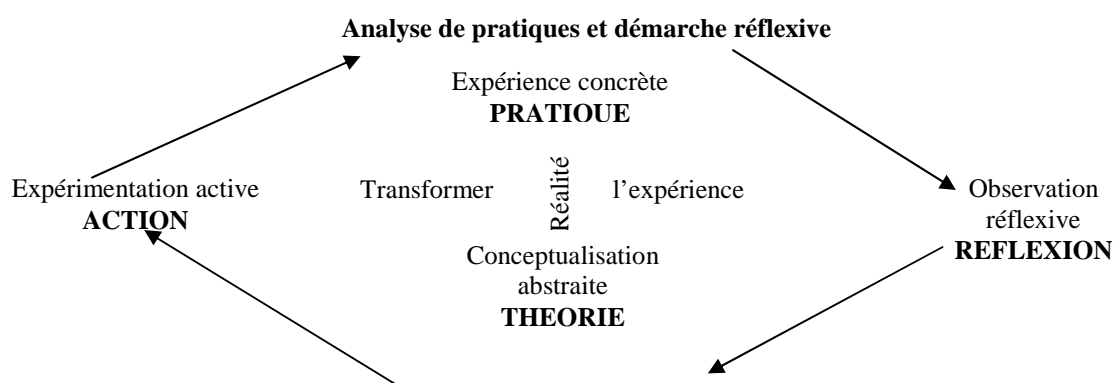 Analyse de pratiques et démarche réflexive
Expérience concrète
PRATIQUE
Expérimentation active
ACTION
Transformer
Réalité
l’expérience
Observation
réflexive
REFLEXION
Conceptualisation
abstraite
THEORIE